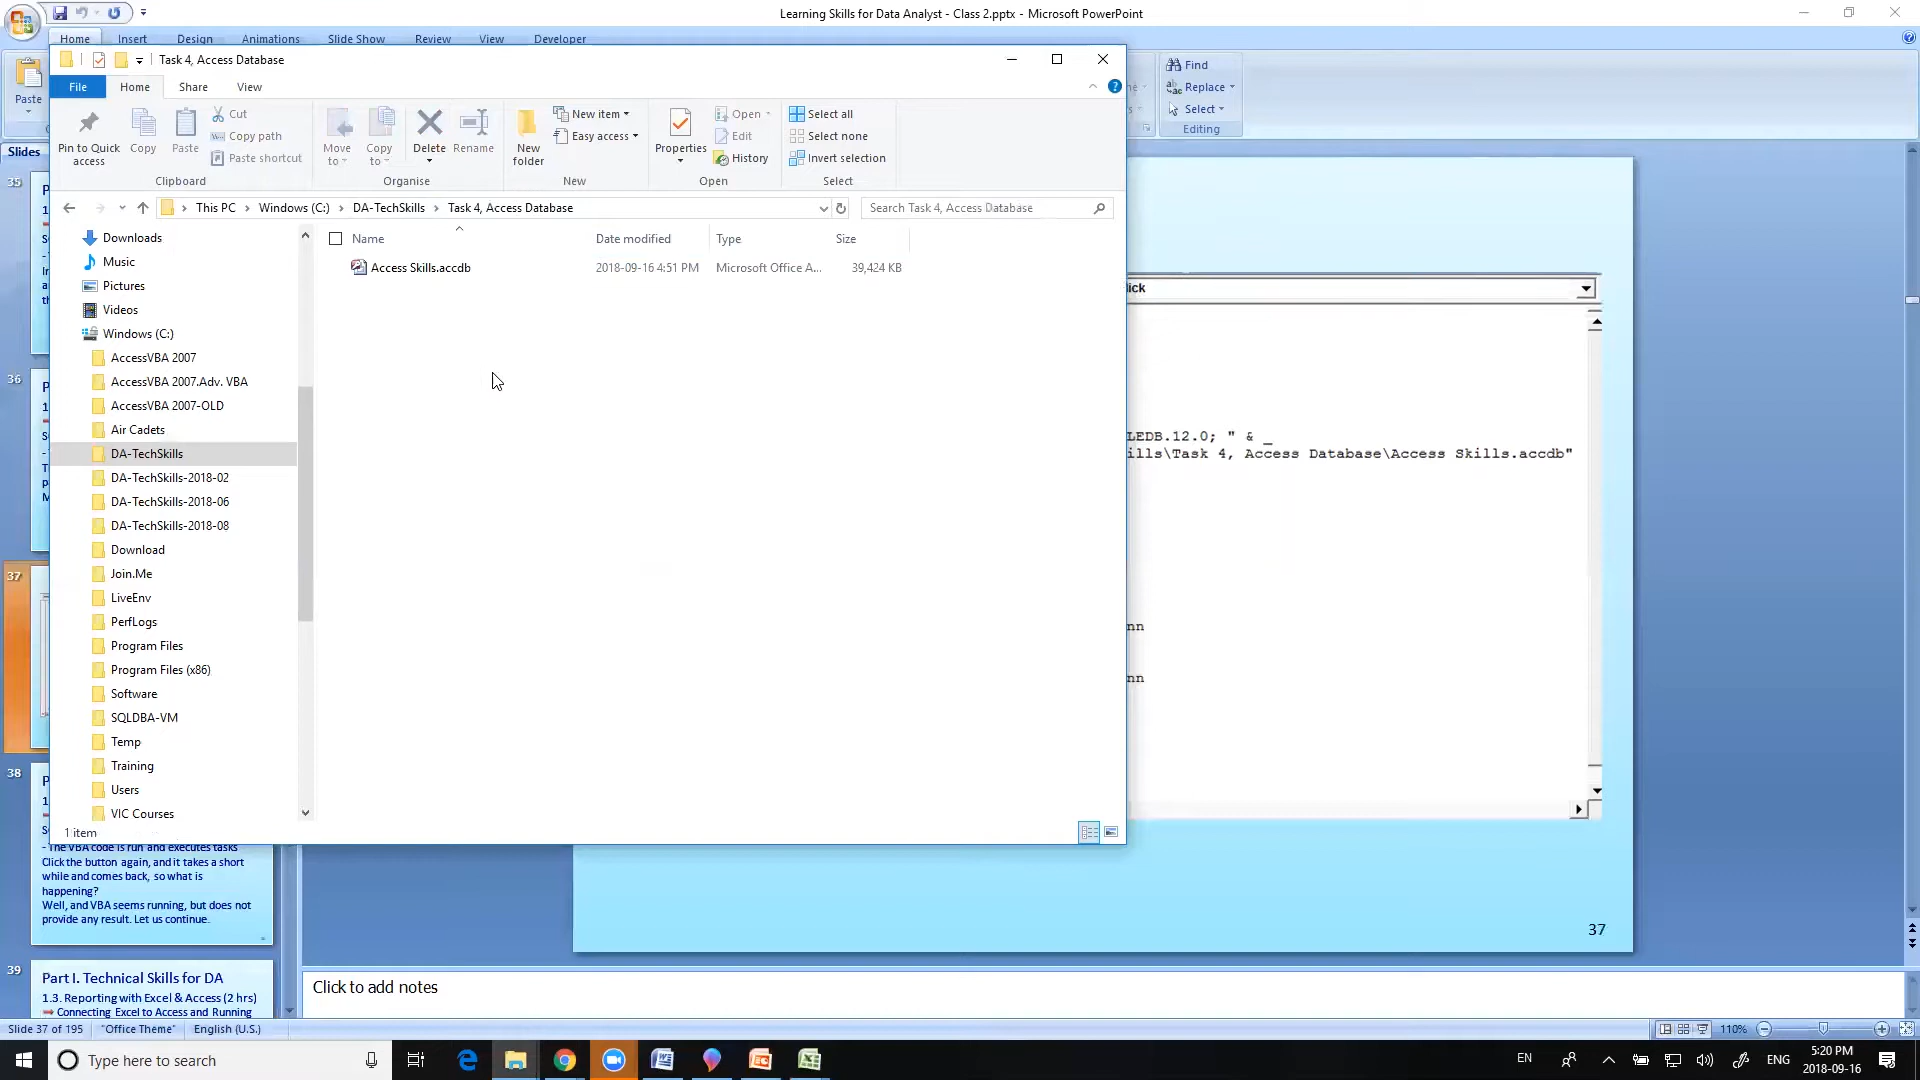 Learning Skills for Data Analyst - Class 2.pptx - Microsoft PowerPoint
Home Insert Design Animations Slide Show Review View Developer
Task 4, Access Database
File Home Share View
Paste
Pin to Quick access
Copy
Paste
Cut
Copy path
Paste shortcut
Clipboard
Move to
Copy to
Delete
Rename
Organise
New folder
New item
Easy access
New
Properties
Open
Edit
History
Open
Select all
Select none
Invert selection
Select
Find
Replace
Select
Editing
Slides
This PC Windows (C:) DA-TechSkills Task 4, Access Database
Search Task 4, Access Database
Name Date modified Type Size
Access Skills.accdb 2018-09-16 4:51 PM Microsoft Office A... 39,424 KB
Downloads
Music
Pictures
Videos
Windows (C:)
AccessVBA 2007
AccessVBA 2007.Adv. VBA
AccessVBA 2007-OLD
Air Cadets
DA-TechSkills
DA-TechSkills-2018-02
DA-TechSkills-2018-06
DA-TechSkills-2018-08
Download
Join.Me
LiveEnv
PerfLogs
Program Files
Program Files (x86)
Software
SQLDBA-VM
Temp
Training
Users
VIC Courses
1 item
35
36
37
38
39
lick
LEDB.12.0; " & _
ills\Task 4, Access Database\Access Skills.accdb"
nn
nn
37
- The VBA code is run and executes tasks
Click the button again, and it takes a short
while and comes back, so what is
happening?
Well, and VBA seems running, but does not
provide any result. Let us continue.
Part I. Technical Skills for DA
1.3. Reporting with Excel & Access (2 hrs)
Connecting Excel to Access and Running
Click to add notes
Slide 37 of 195 "Office Theme" English (U.S.) 110%
Type here to search
EN
ENG
5:20 PM
2018-09-16